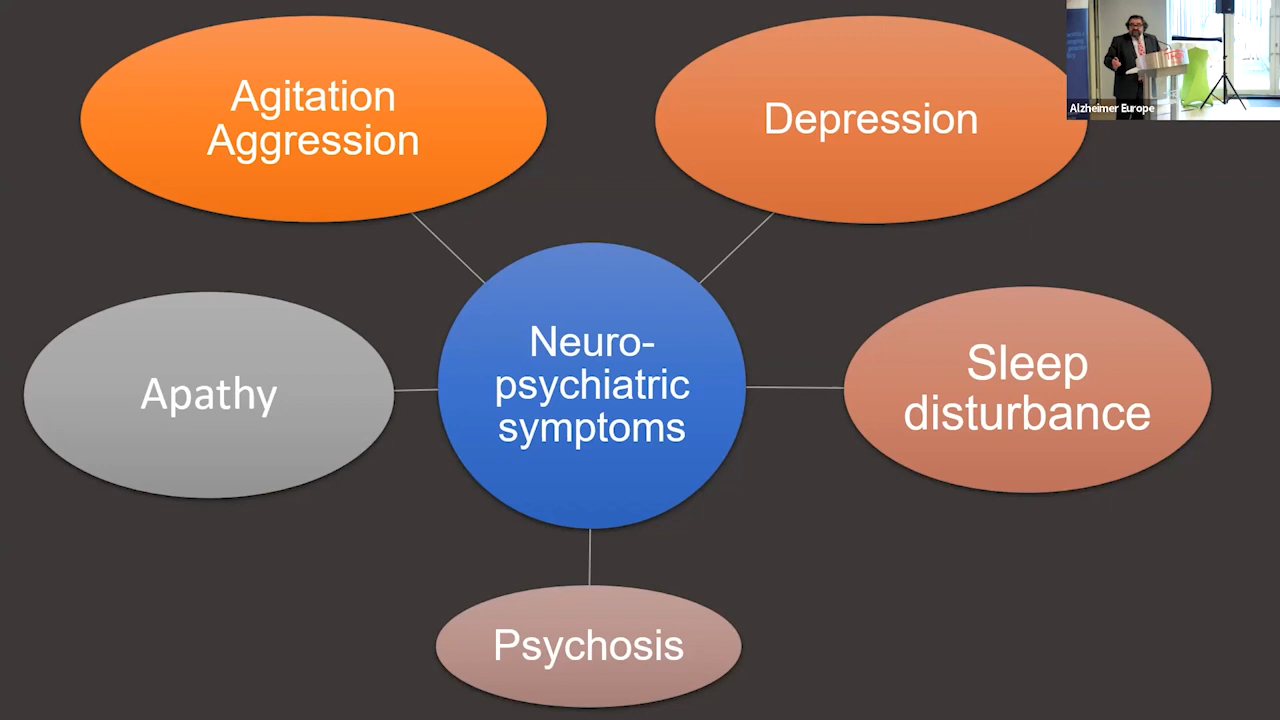 Agitation
Aggression
Depression
Alzheimer Europe
Neuro-
psychiatric
symptoms
Apathy
Sleep
disturbance
Psychosis